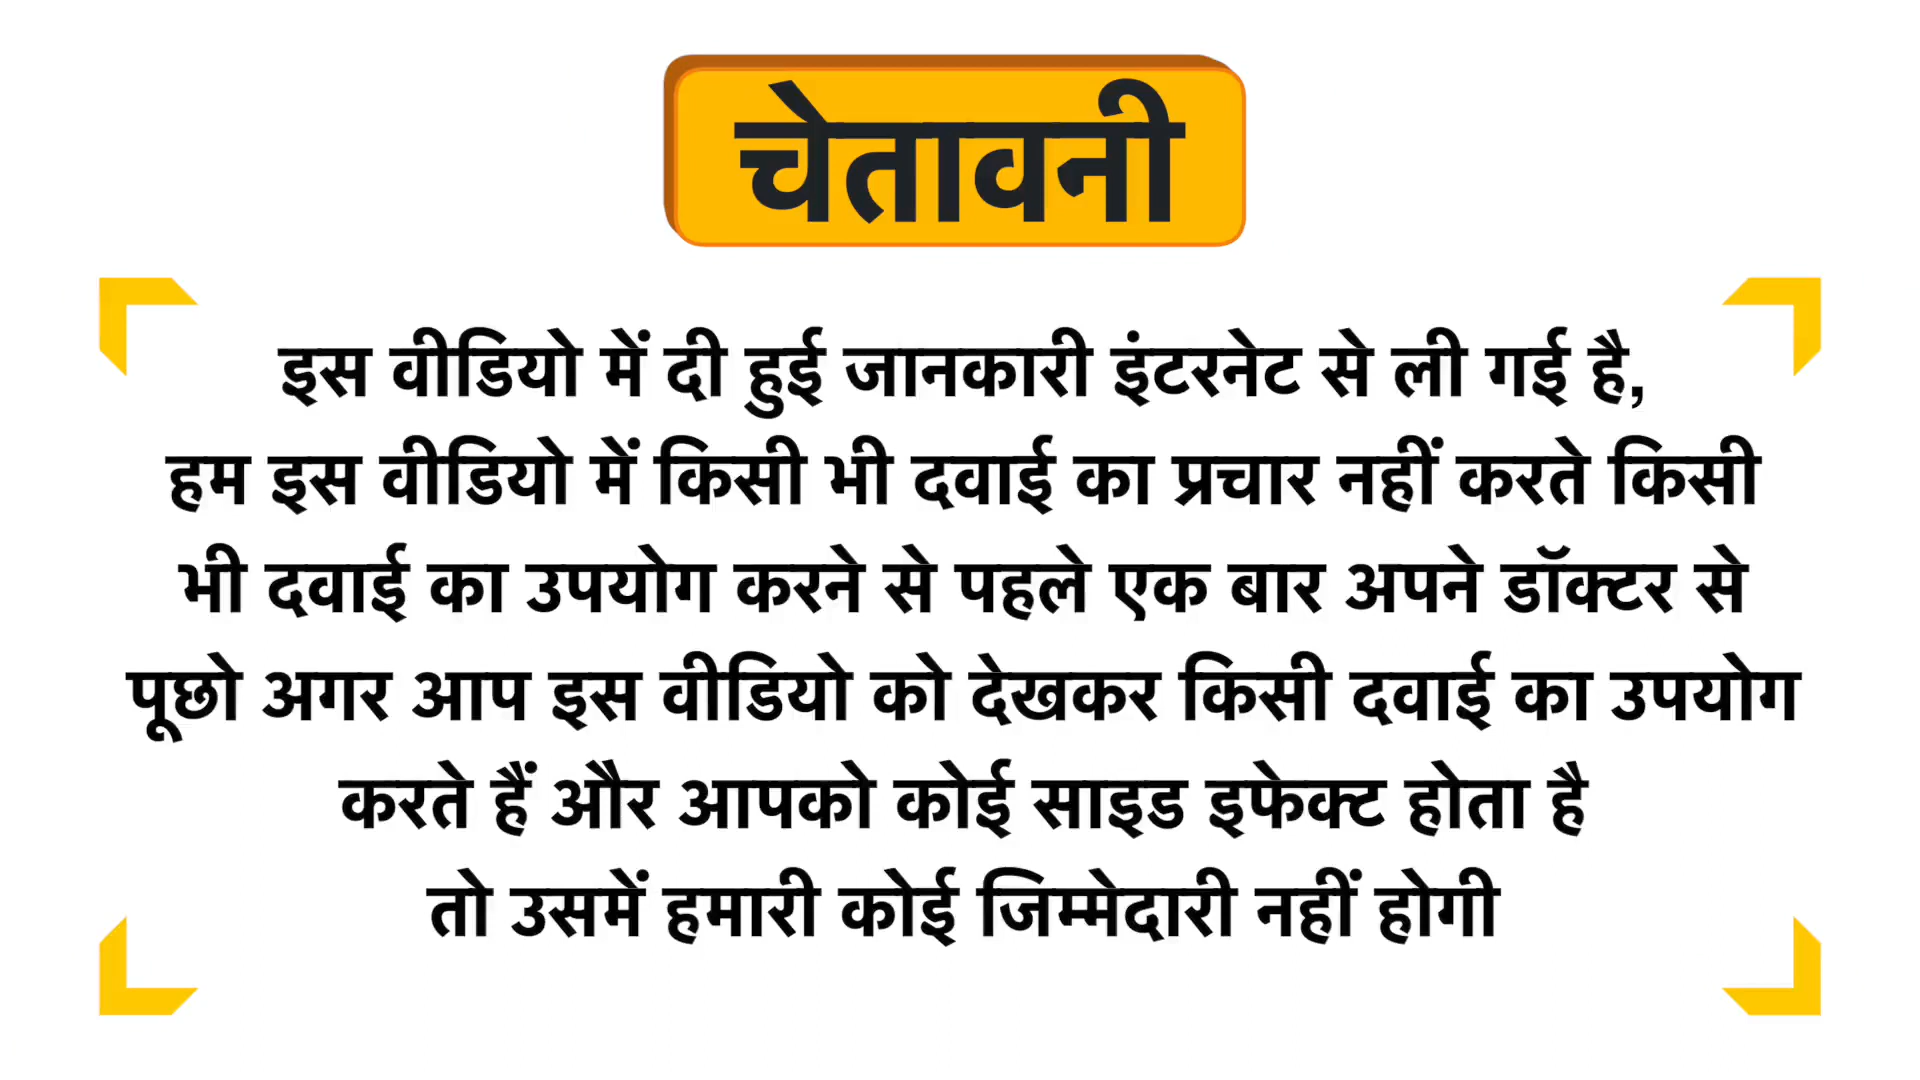 चेतावनी
इस वीडियो में दी हुई जानकारी इंटरनेट से ली गई है,
हम इस वीडियो में किसी भी दवाई का प्रचार नहीं करते किसी
भी दवाई का उपयोग करने से पहले एक बार अपने डॉक्टर से
पूछो अगर आप इस वीडियो को देखकर किसी दवाई का उपयोग
करते हैं और आपको कोई साइड इफेक्ट होता है
तो उसमें हमारी कोई जिम्मेदारी नहीं होगी